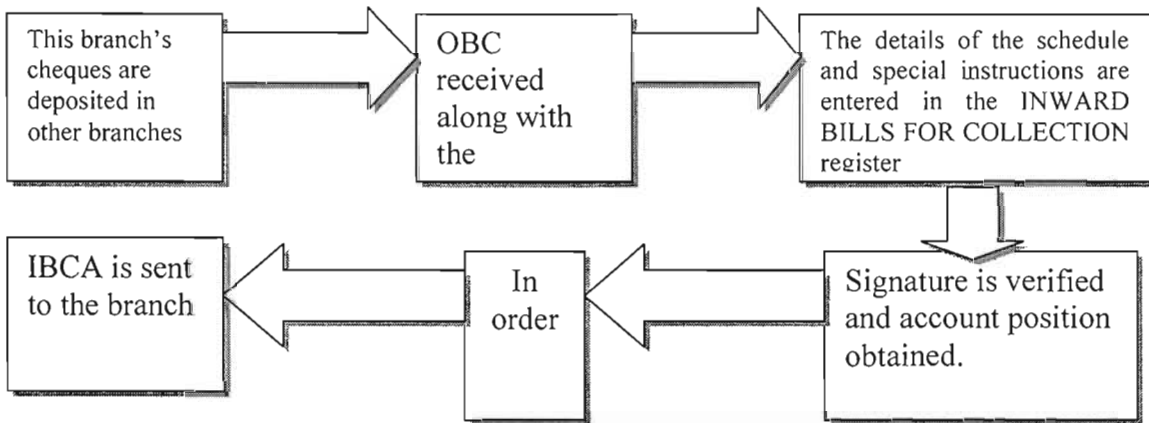 This branch's
cheques are
deposited in
other branches
OBC
received
along with
the
The details of the schedule
and special instructions are
entered in the INWARD
BILLS FOR COLLECTION
register
Signature is verified
and account position
obtained.
In
order
IBCA is sent
to the branch